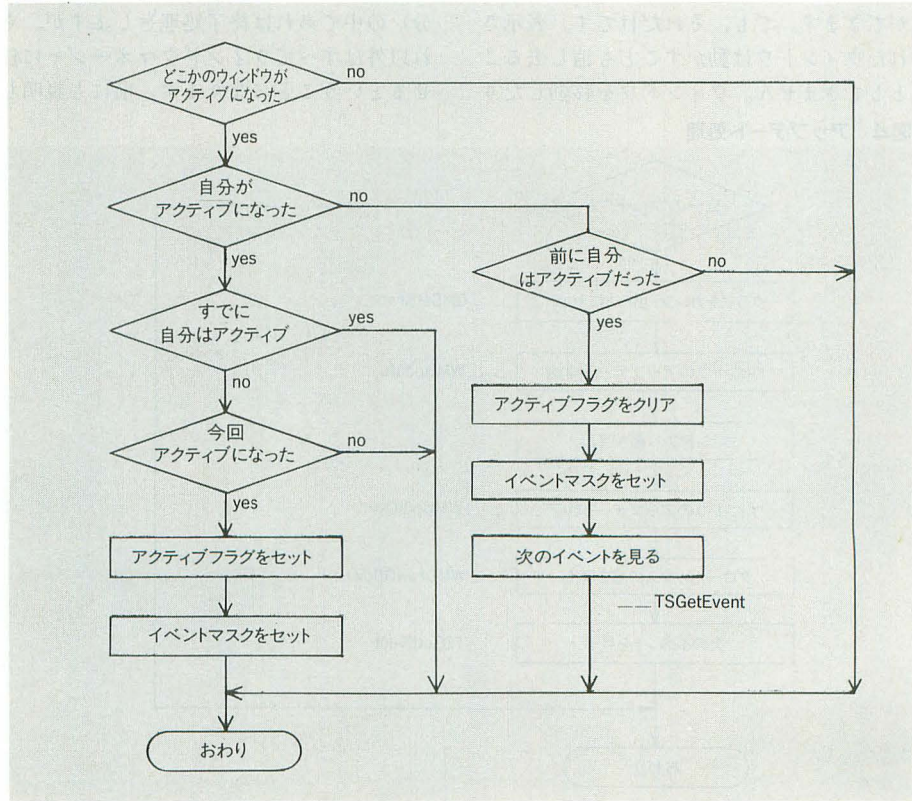 どこかのウィンドウが
アクティブになった
no
yes
自分が
アクティブになった
no
yes
前に自分
はアクティブだった
no
yes
すでに
自分はアクティブ
yes
no
アクティブフラグをクリア
今回
アクティブになった
no
yes
イベントマスクをセット
アクティブフラグをセット
次のイベントを見る
__TSGetEvent
イベントマスクをセット
おわり